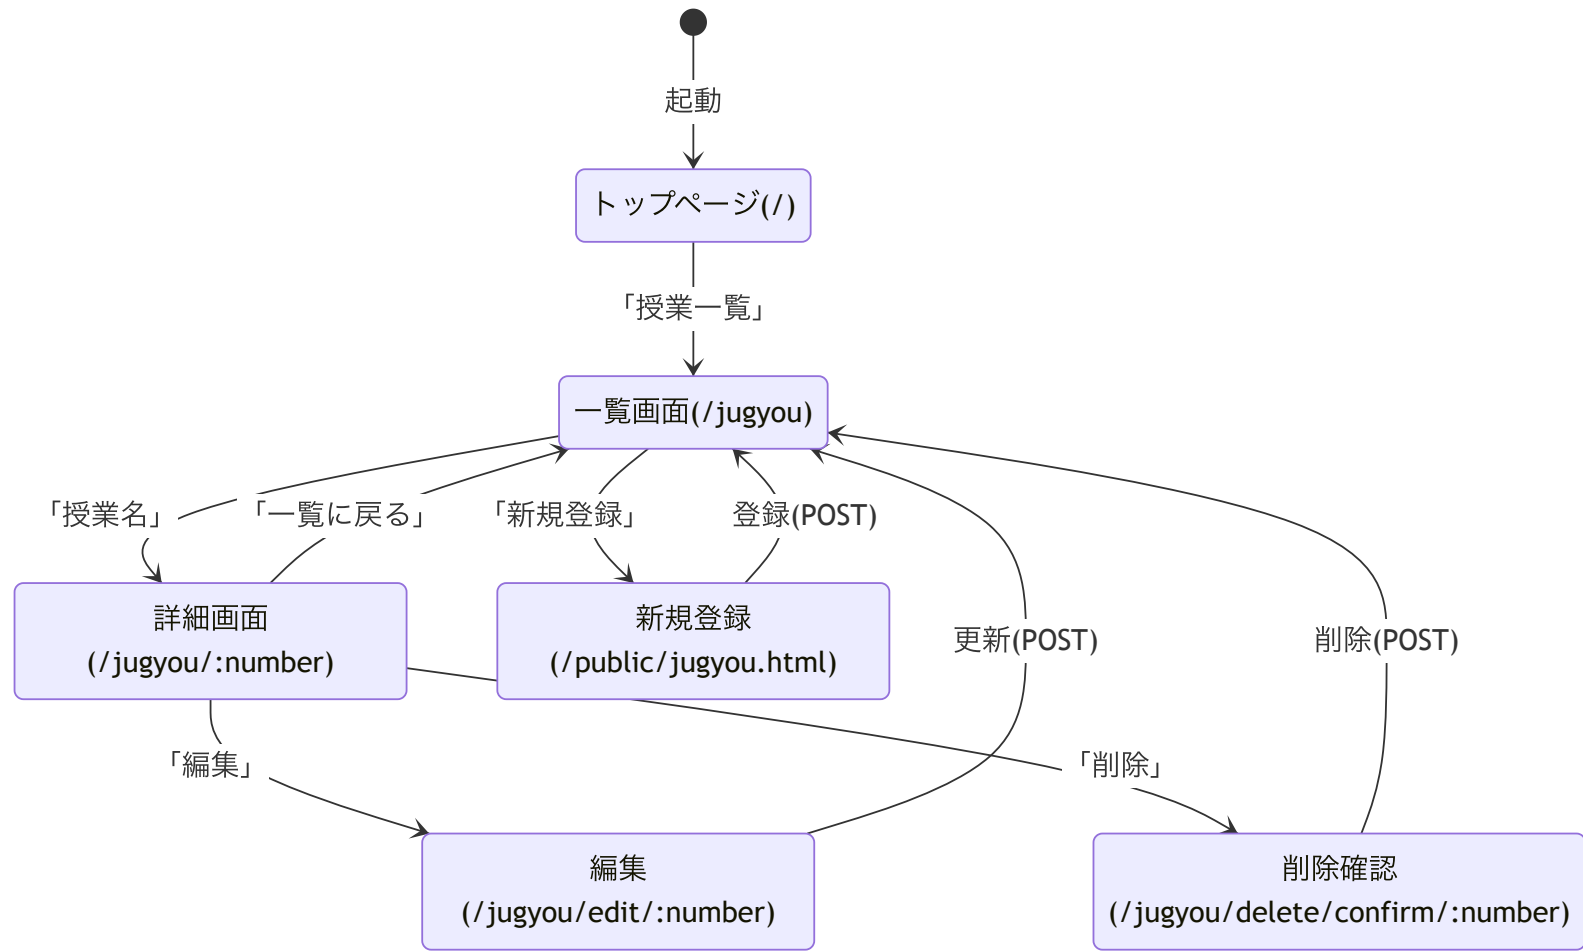 起動
トップページ(/)
「授業一覧」
一覧画面(/jugyou)
「授業名」
「一覧に戻る」
「新規登録」
登録(POST)
詳細画面
(/jugyou/:number)
新規登録
(/public/jugyou.html)
更新(POST)
削除(POST)
「編集」
「削除」
編集
(/jugyou/edit/:number)
削除確認
(/jugyou/delete/confirm/:number)